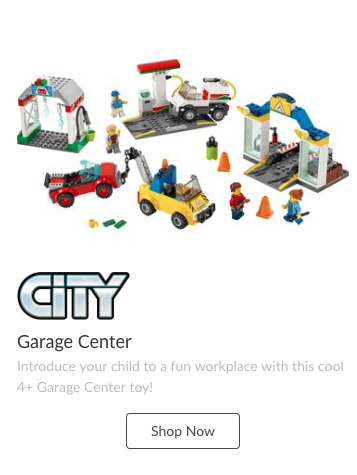 CITY
Garage Center
Introduce your child to a fun workplace with this cool
4+ Garage Center toy!
Shop Now